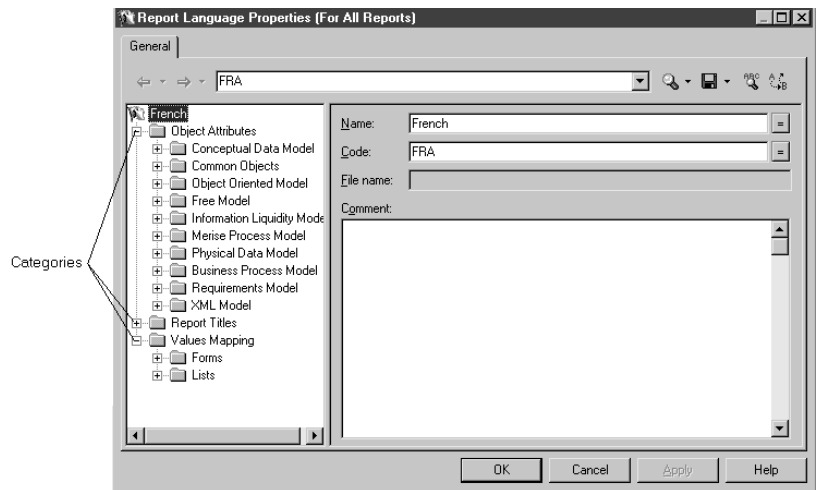 Report Language Properties (For All Reports)
General
FRA
French
Object Attributes
Conceptual Data Model
Common Objects
Object Oriented Model
Free Model
Information Liquidity Mode
Merise Process Model
Physical Data Model
Business Process Model
Requirements Model
XML Model
Report Titles
Values Mapping
Forms
Lists
Categories
Name: French =
Code: FRA =
File name:
Comment:
OK Cancel Apply Help